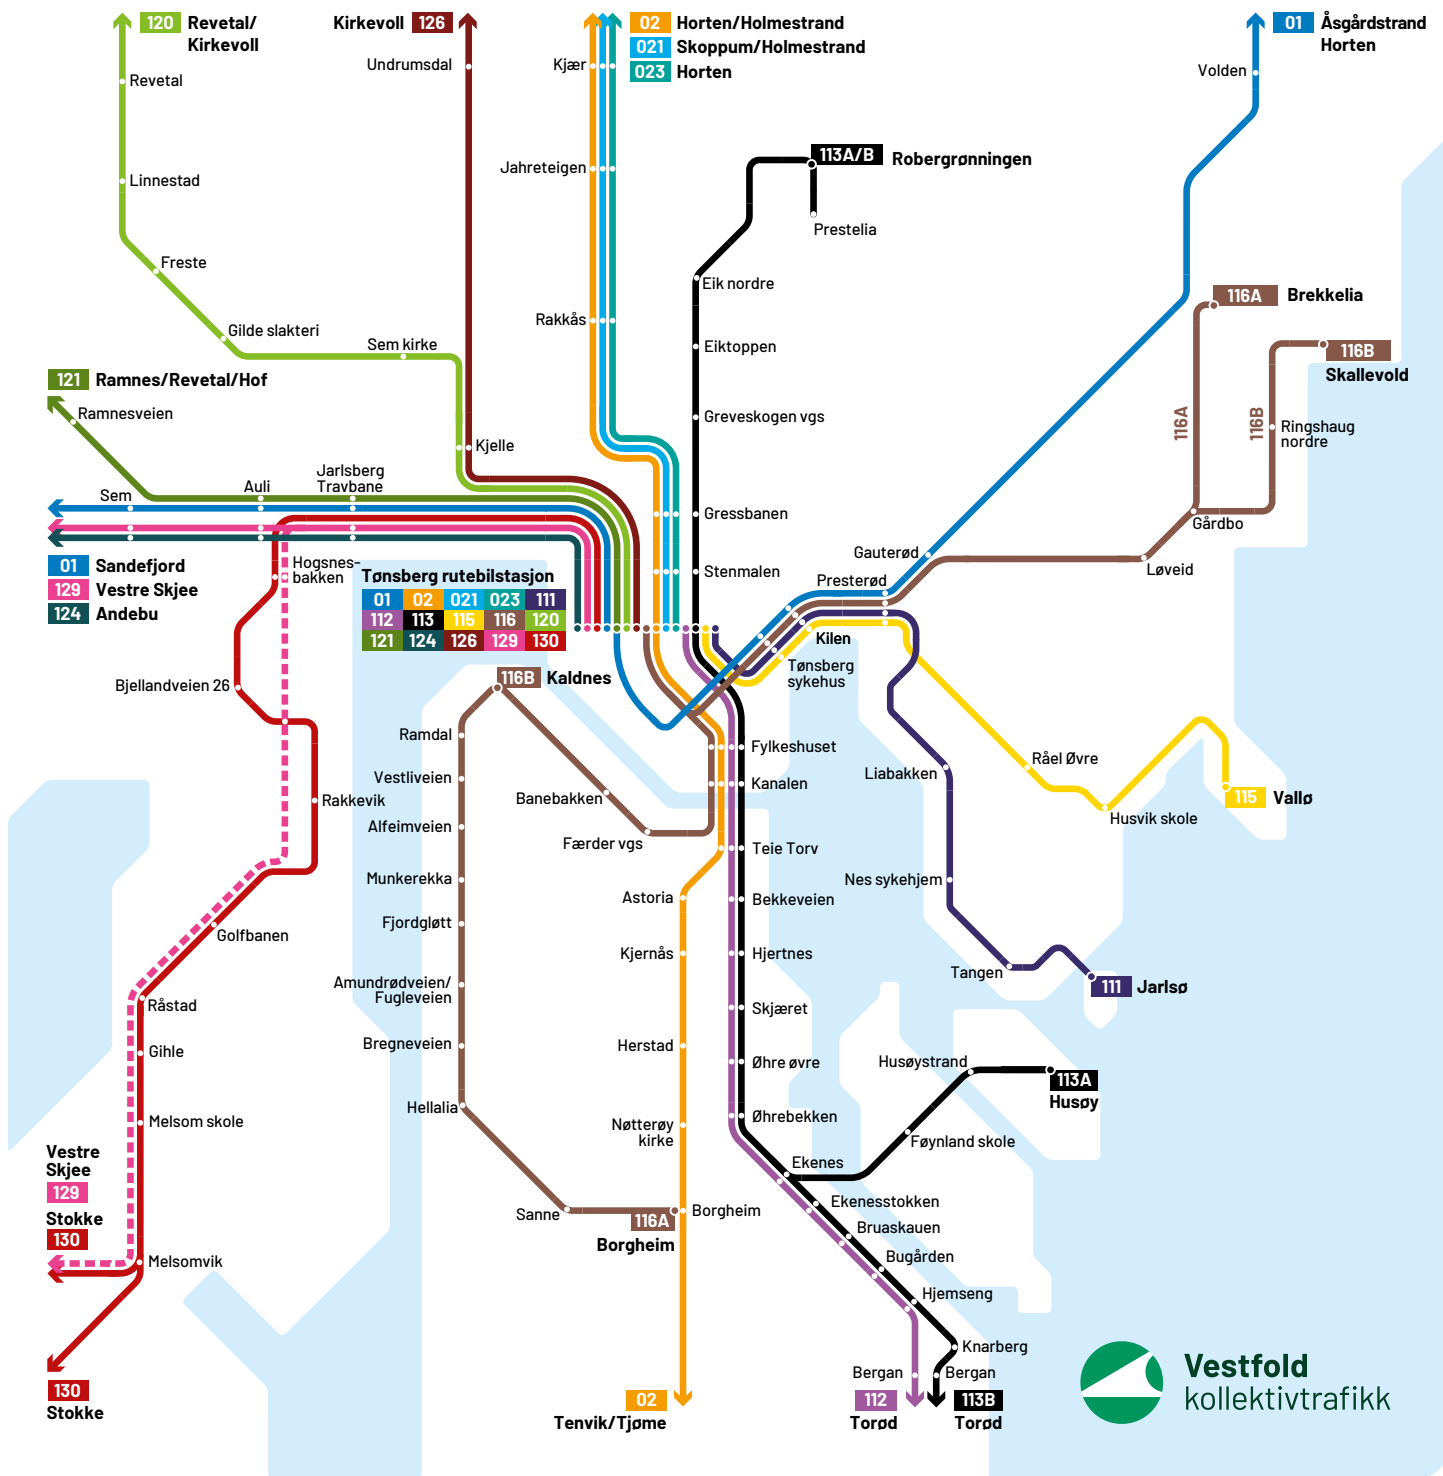 120 Revetal/
Kirkevoll
Kirkevoll 126
02 Horten/Holmestrand
021 Skoppum/Holmestrand
023 Horten
01 Åsgårdstrand
Horten
Revetal
Undrumsdal
Kjær
Volden
Linnestad
Jahreteigen
113A/B Robergrønningen
Prestelia
Freste
Eik nordre
Gilde slakteri
Sem kirke
Rakkås
Eiktoppen
116A Brekkelia
116B
Skallevold
121 Ramnes/Revetal/Hof
Ramnesveien
Kjelle
Greveskogen vgs
116A
116B
Ringshaug
nordre
Sem
Auli
Jarlsberg
Travbane
Gressbanen
Gårdbo
01 Sandefjord
129 Vestre Skjee
124 Andebu
Hogsnes-
bakken
Stenmalen
Gauterød
Presterød
Løveid
Tønsberg rutebilstasjon
01 02 021 023 111
112 113 115 116 120
121 124 126 129 130
Kilen
Tønsberg
sykehus
Bjellandveien 26
116B Kaldnes
Ramdal
Fylkeshuset
Vestliveien
Banebakken
Kanalen
Liabakken
Råel Øvre
Rakkevik
Alfeimveien
Færder vgs
Teie Torv
Husvik skole
115 Vallø
Munkerekka
Astoria
Bekkeveien
Nes sykehjem
Fjordgløtt
Golfbanen
Kjernås
Hjertnes
Tangen
111 Jarlsø
Amundrødveien/
Fugleveien
Råstad
Skjæret
Gihle
Bregneveien
Herstad
Øhre øvre
Husøystrand
113A
Husøy
Hellalia
Melsom skole
Nøtterøy
kirke
Øhrebekken
Føynland skole
Vestre
Skjee
129
Stokke
130
Ekenes
Sanne
116A
Borgheim
Borgheim
Ekenesstokken
Bruaskauen
Bugården
Melsomvik
Hjemseng
Knarberg
Bergan
Bergan
130
Stokke
02
Tenvik/Tjøme
112
Torød
113B
Torød
Vestfold
kollektivtrafikk